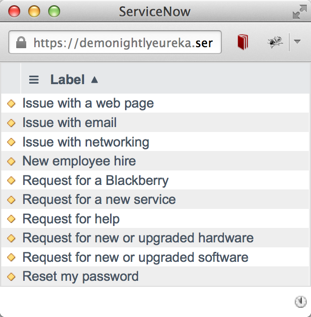 ServiceNow
https://demonightlyeureka.ser
Label
Issue with a web page
Issue with email
Issue with networking
New employee hire
Request for a Blackberry
Request for a new service
Request for help
Request for new or upgraded hardware
Request for new or upgraded software
Reset my password